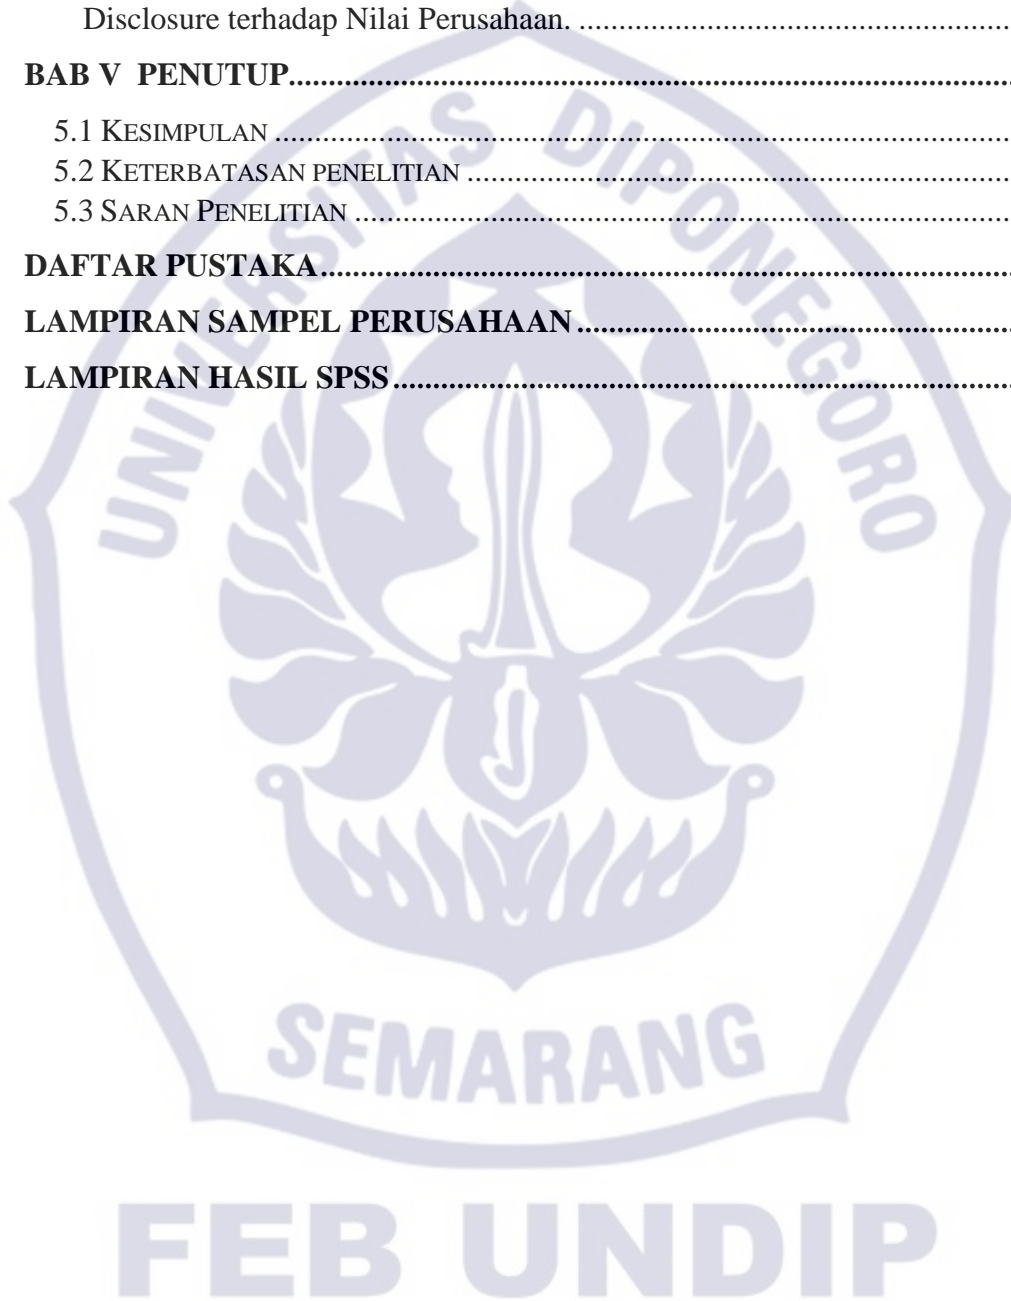 Disclosure terhadap Nilai Perusahaan. ........................................................
BAB V  PENUTUP..........................................................................................
5.1 KESIMPULAN ............................................................................................
5.2 KETERBATASAN PENELITIAN ....................................................................
5.3 SARAN PENELITIAN ..................................................................................
DAFTAR PUSTAKA.......................................................................................
LAMPIRAN SAMPEL PERUSAHAAN .......................................................
LAMPIRAN HASIL SPSS ..............................................................................
UNIVERSITAS DIPONEGORO
SEMARANG
FEB UNDIP